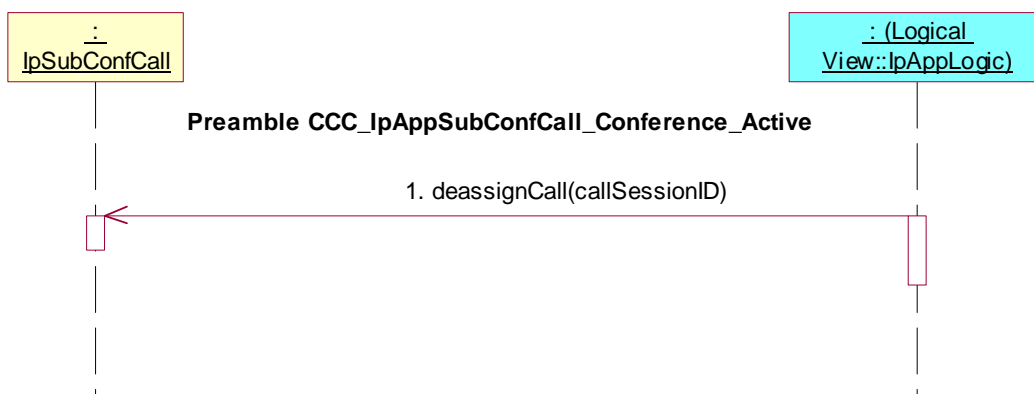 :
IpSubConfCall
: (Logical
View::IpAppLogic)
Preamble CCC_IpAppSubConfCall_Conference_Active
1. deassignCall(callSessionID)